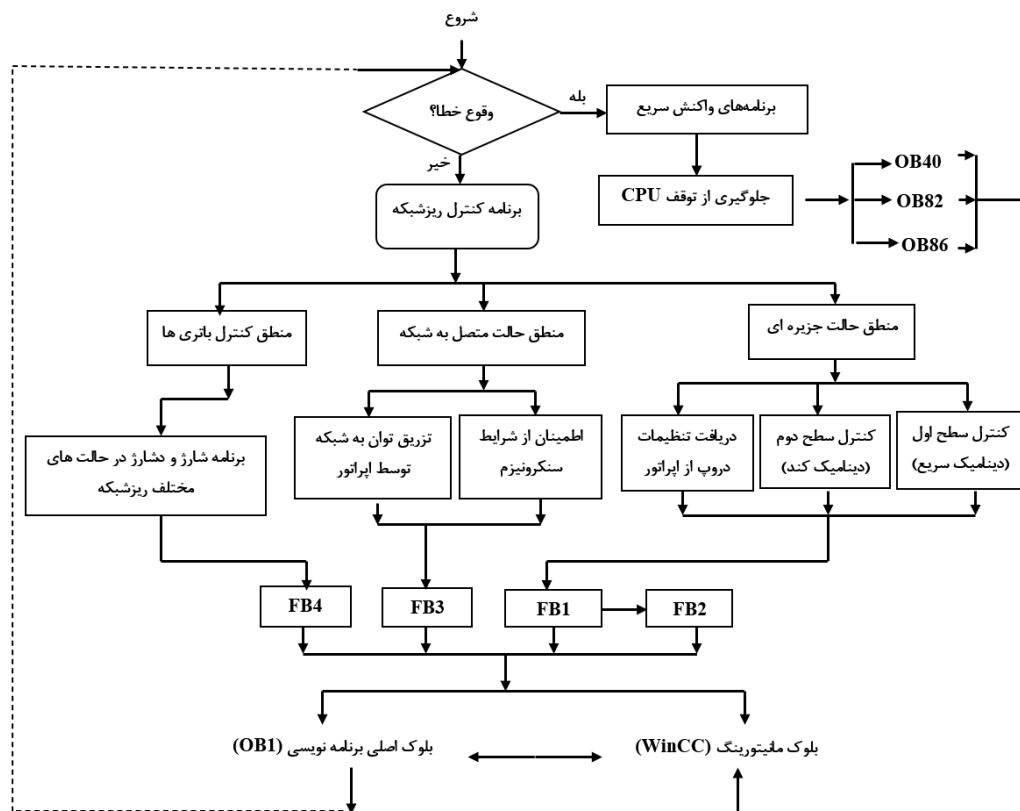 شروع
وقوع خطا؟
بله
خیر
برنامه‌های واکنش سریع
جلوگیری از توقف CPU
OB40
OB82
OB86
برنامه کنترل ریزشبکه
منطق حالت جزیره ای
منطق حالت متصل به شبکه
منطق کنترل باتری ها
کنترل سطح اول
(دینامیک سریع)
کنترل سطح دوم
(دینامیک کند)
دریافت تنظیمات
دروپ از اپراتور
اطمینان از شرایط
سنکرونیزم
تزریق توان به شبکه
توسط اپراتور
برنامه شارژ و دشارژ در حالت های
مختلف ریزشبکه
FB4
FB3
FB1
FB2
بلوک مانیتورینگ (WinCC)
بلوک اصلی برنامه نویسی (OB1)